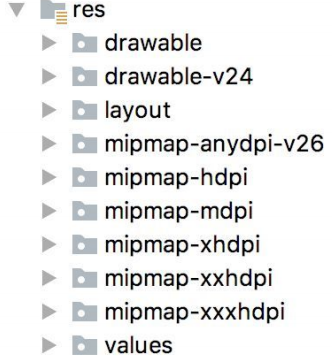 res
drawable
drawable-v24
layout
mipmap-anydpi-v26
mipmap-hdpi
mipmap-mdpi
mipmap-xhdpi
mipmap-xxhdpi
mipmap-xxxhdpi
values